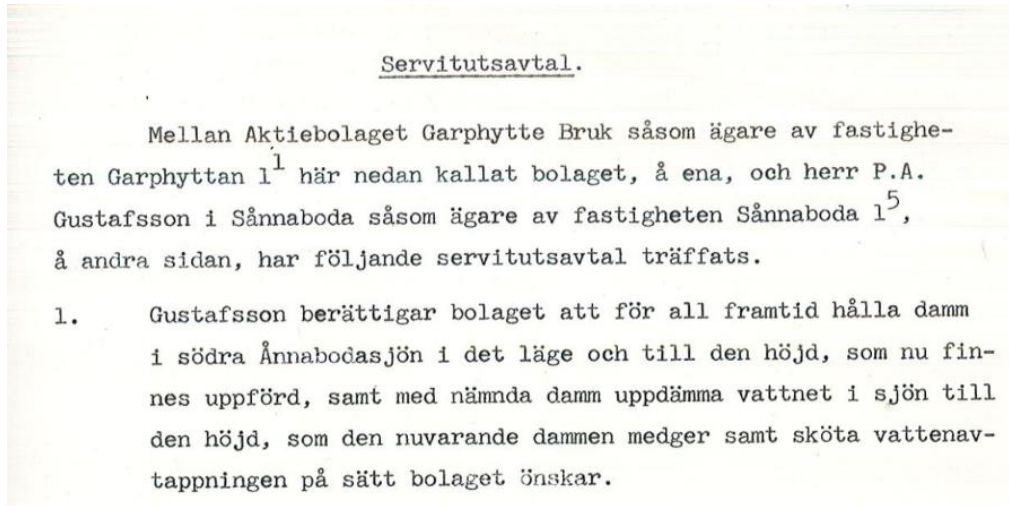 Servitutsavtal.
Mellan Aktiebolaget Garphytte Bruk såsom ägare av fastighe-
ten Garphyttan 1¹ här nedan kallat bolaget, å ena, och herr P.A.
Gustafsson i Sånnaboda såsom ägare av fastigheten Sånnaboda 1⁵,
å andra sidan, har följande servitutsavtal träffats.
1. Gustafsson berättigar bolaget att för all framtid hålla damm
i södra Ånnabodasjön i det läge och till den höjd, som nu fin-
nes uppförd, samt med nämnda damm uppdämma vattnet i sjön till
den höjd, som den nuvarande dammen medger samt sköta vattenav-
tappningen på sätt bolaget önskar.